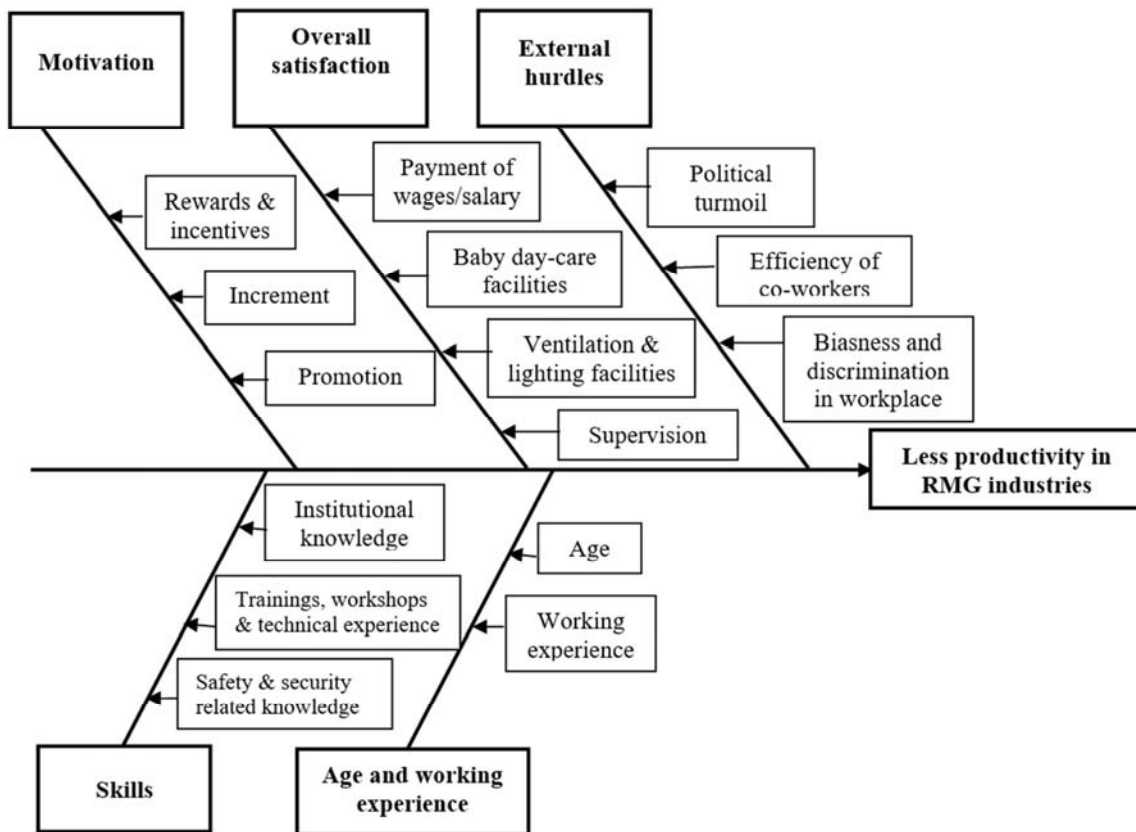 Motivation
Overall
satisfaction
External
hurdles
Rewards &
incentives
Increment
Promotion
Payment of
wages/salary
Baby day-care
facilities
Ventilation &
lighting facilities
Supervision
Political
turmoil
Efficiency of
co-workers
Biasness and
discrimination
in workplace
Less productivity in
RMG industries
Institutional
knowledge
Trainings, workshops
& technical experience
Safety & security
related knowledge
Age
Working
experience
Skills
Age and working
experience